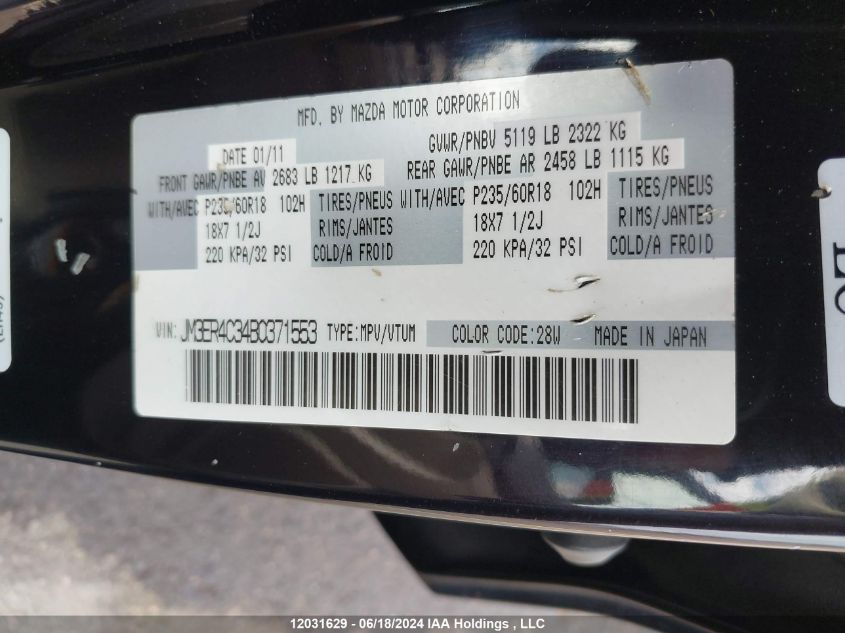 MFD. BY MAZDA MOTOR CORPORATION
DATE 01/11
GVWR/PNBV 5119 LB 2322 KG
FRONT GAWR/PNBE AV 2683 LB 1217 KG
REAR GAWR/PNBE AR 2458 LB 1115 KG
WITH/AVEC P235/60R18 102H TIRES/PNEUS WITH/AVEC P235/60R18 102H TIRES/PNEUS
18X7 1/2J RIMS/JANTES 18X7 1/2J RIMS/JANTES
220 KPA/32 PSI COLD/A FROID 220 KPA/32 PSI COLD/A FROID
VIN: JM3ER4C34B0371553 TYPE:MPV/VTUM COLOR CODE:28W MADE IN JAPAN
12031629 - 06/18/2024 IAA Holdings , LLC